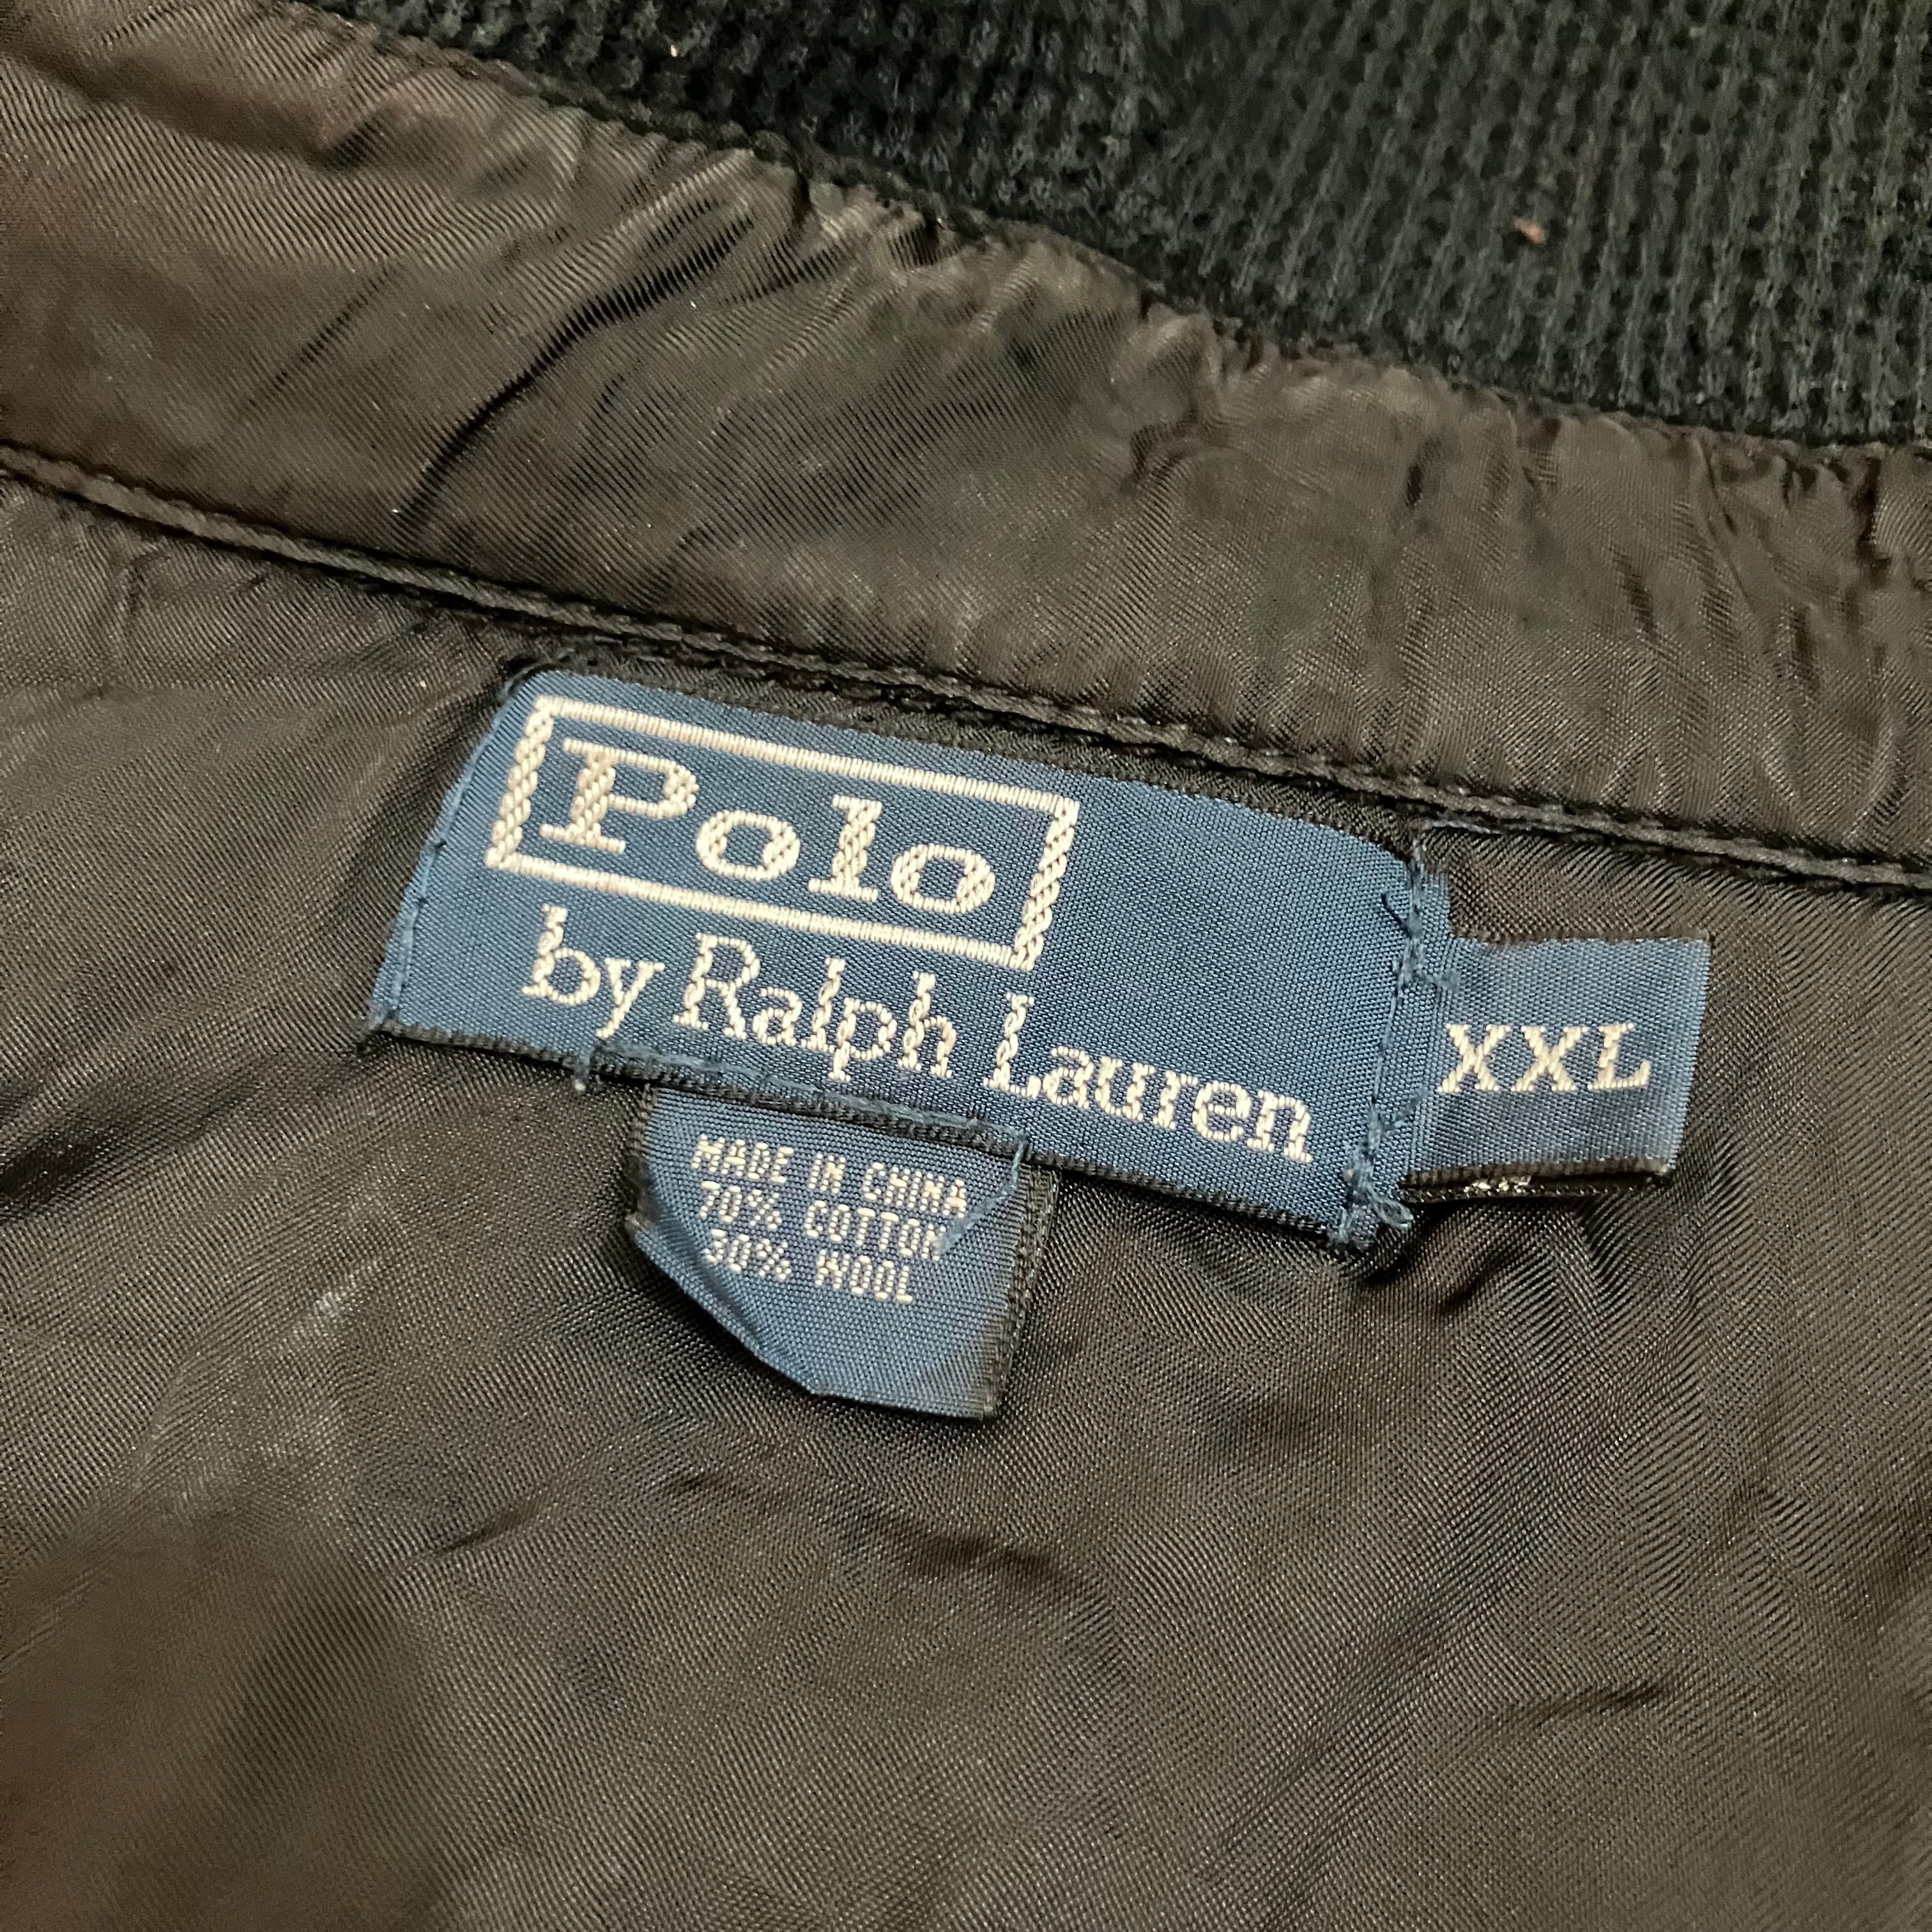 Polo
by Ralph Lauren
XXL
MADE IN CHINA
70% COTTON
30% WOOL